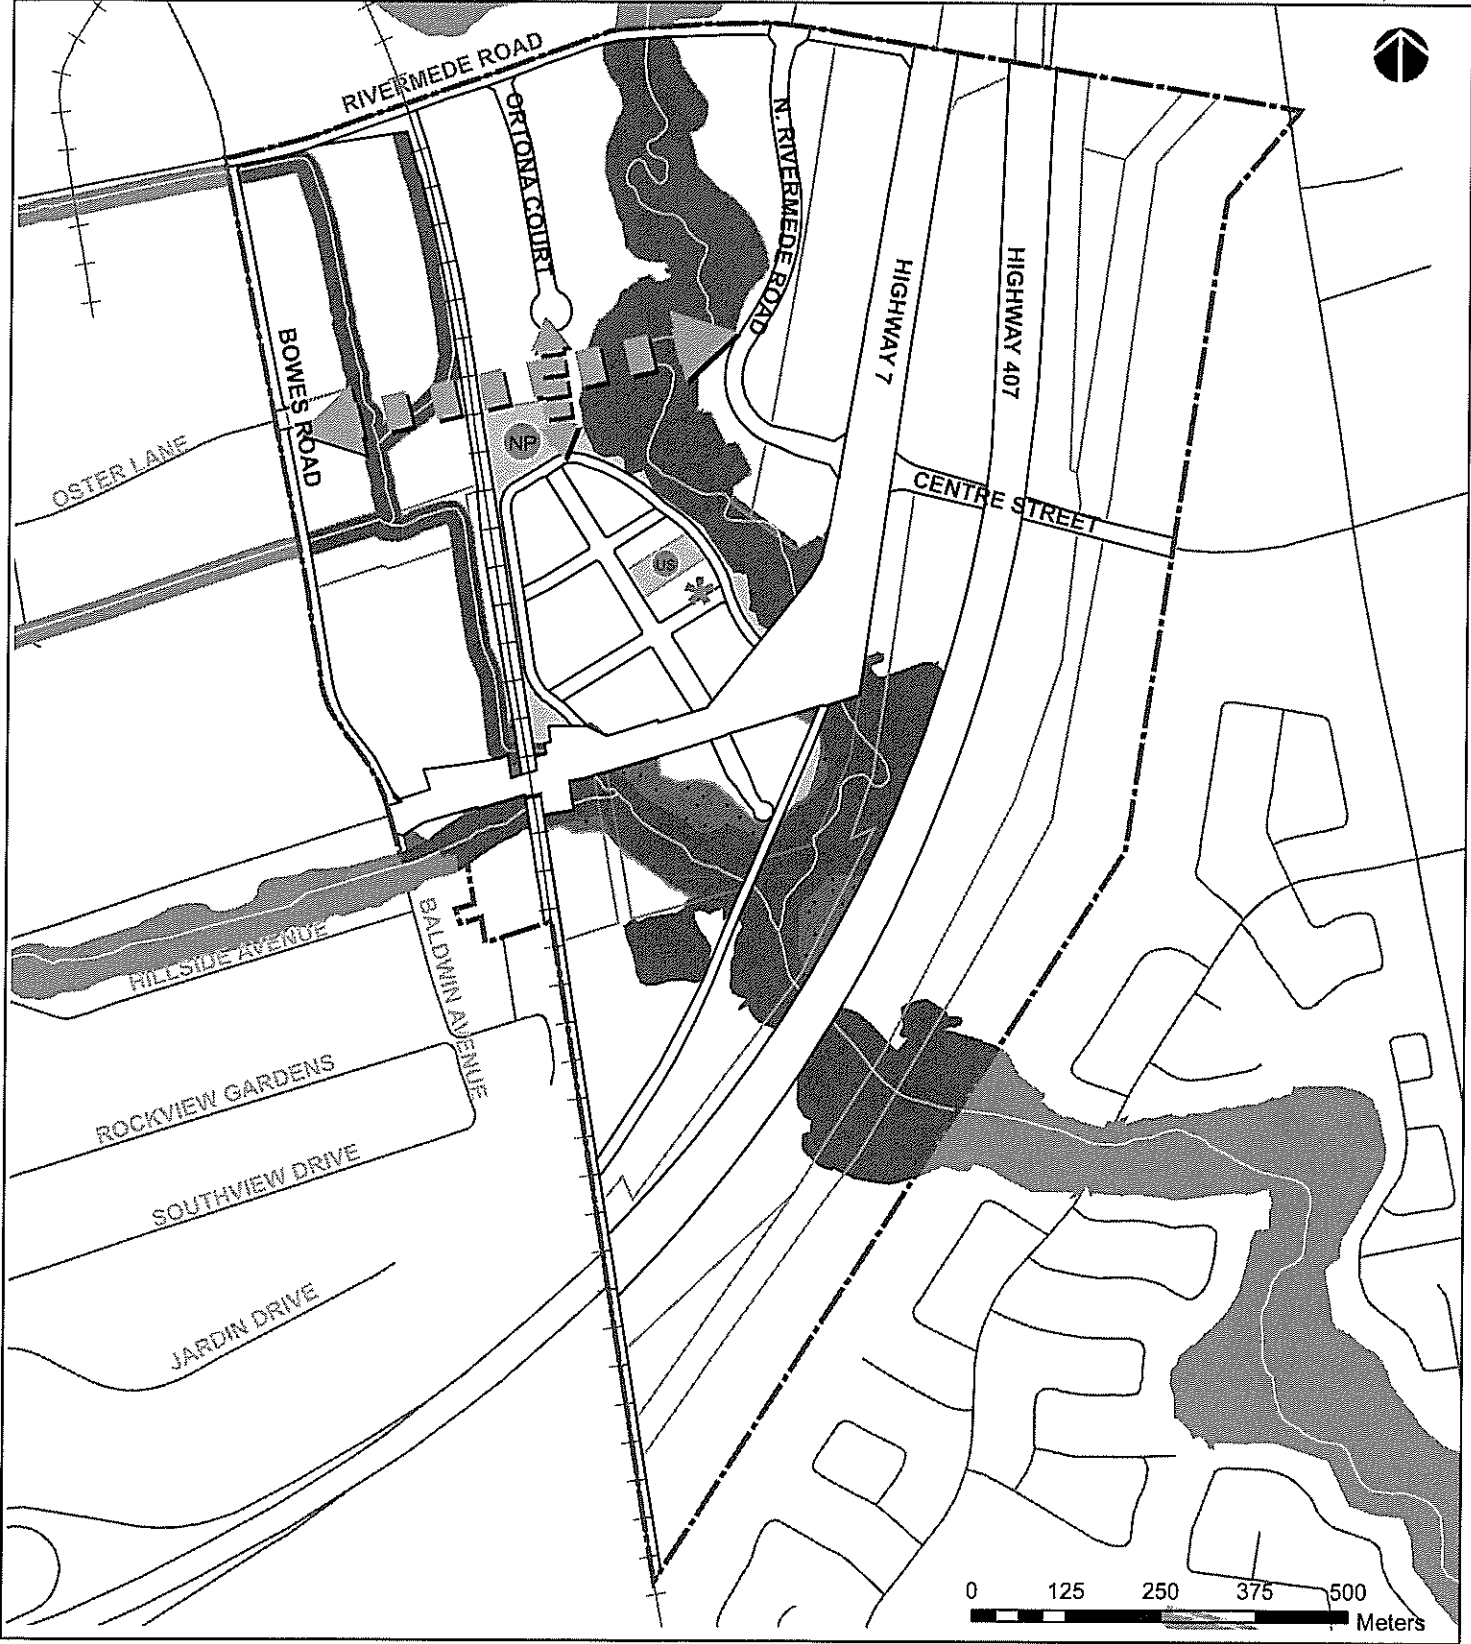 RIVERMEDE ROAD
ORTONA COURT
N. RIVERMEDE ROAD
HIGHWAY 7
HIGHWAY 407
BOWES ROAD
OSTER LANE
NP
CENTRE STREET
US
HILLSIDE AVENUE
BALDWIN AVENUE
ROCKVIEW GARDENS
SOUTHVIEW DRIVE
JARDIN DRIVE
0 125 250 375 500
Meters